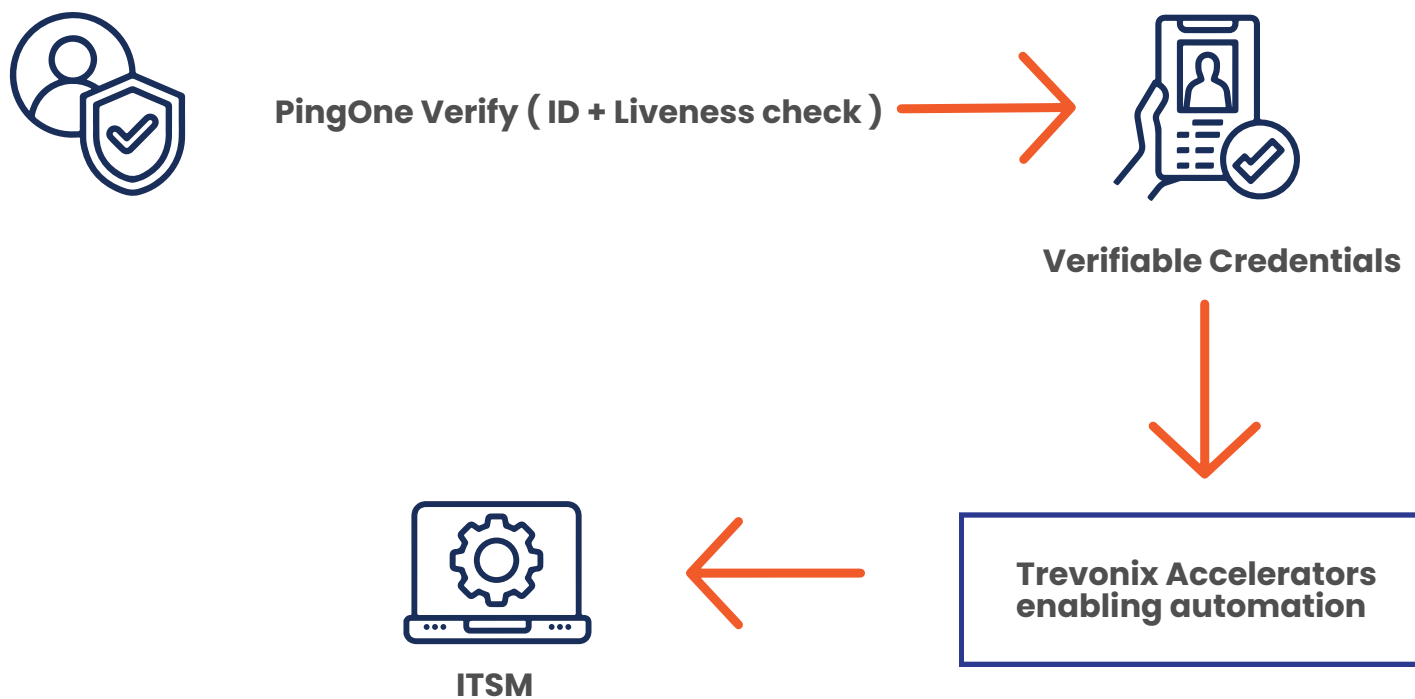 PingOne Verify ( ID + Liveness check )
Verifiable Credentials
Trevonix Accelerators
enabling automation
ITSM